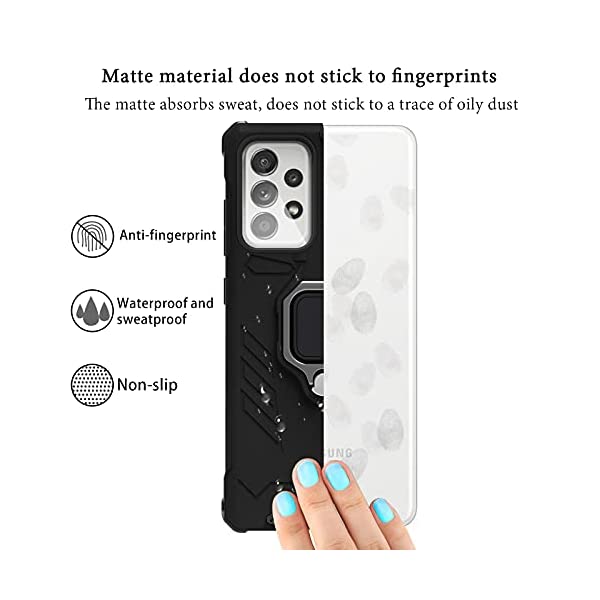 Matte material does not stick to fingerprints
The matte absorbs sweat, does not stick to a trace of oily dust
Anti-fingerprint
Waterproof and
sweatproof
Non-slip
SUNG